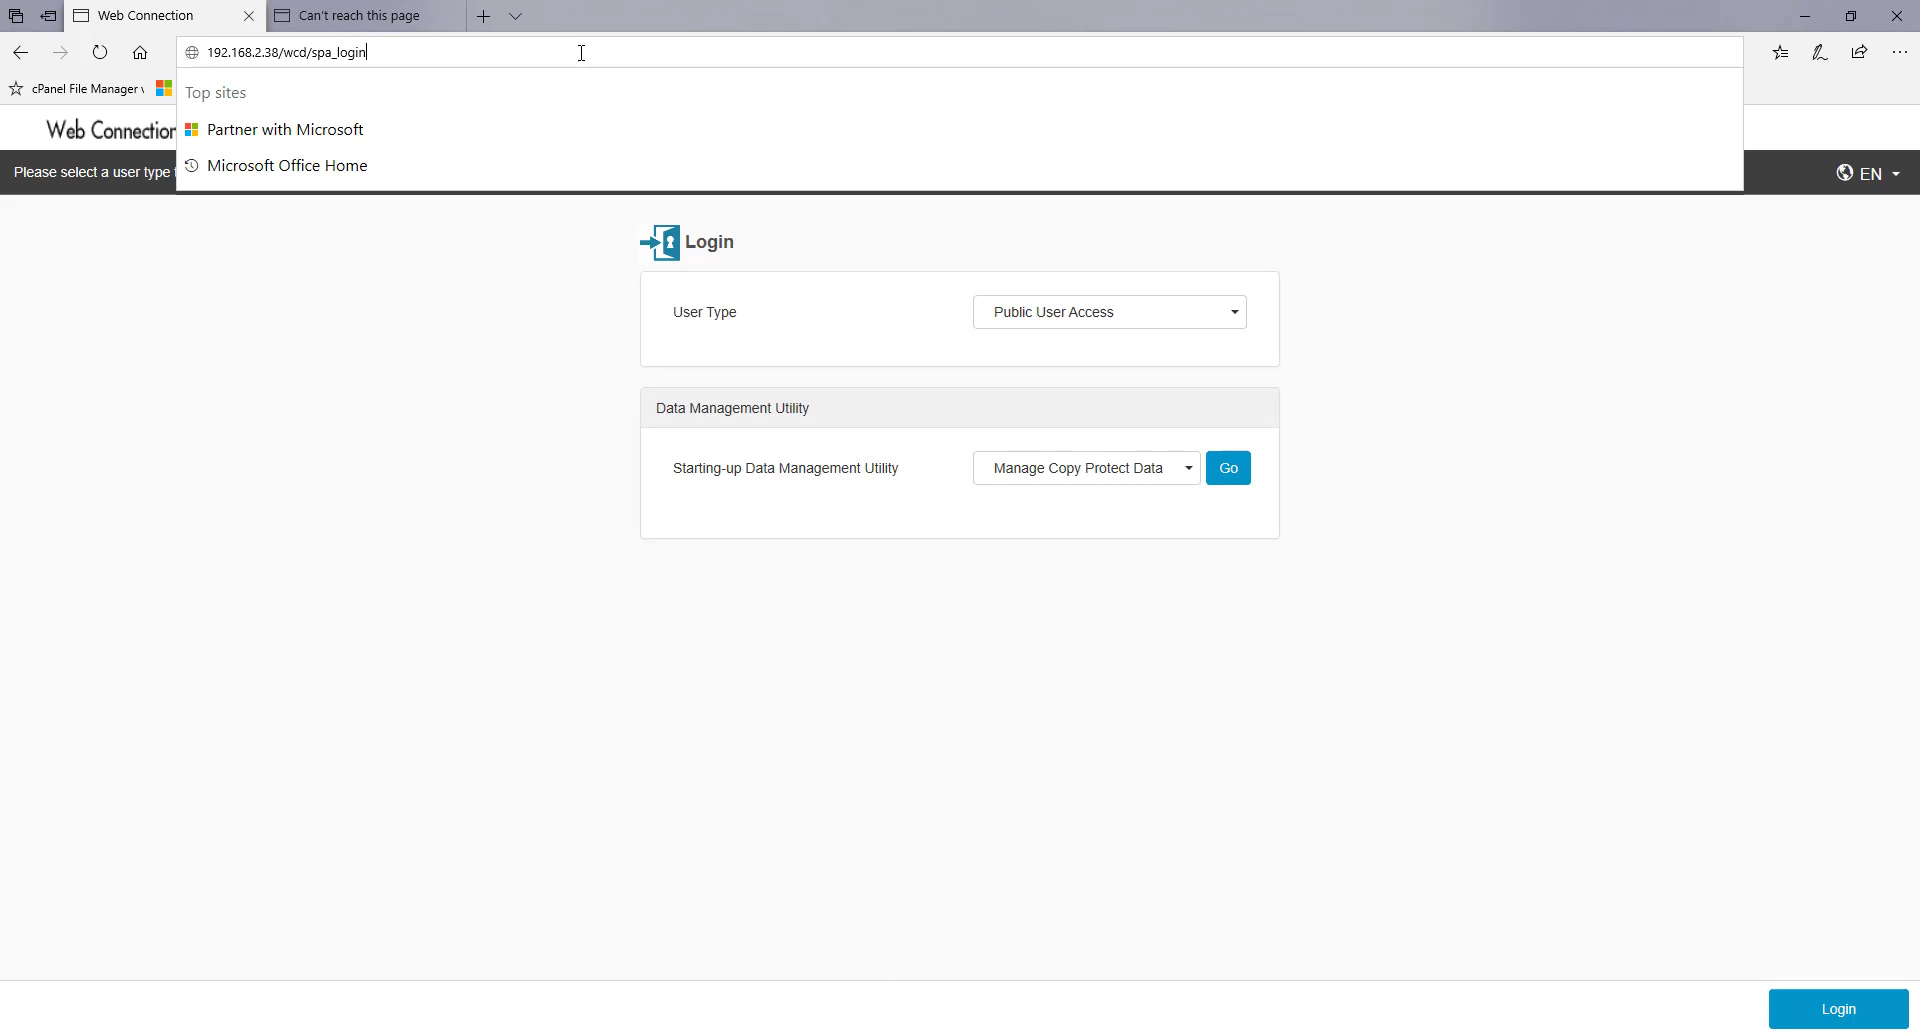 Web Connection
Can't reach this page
192.168.2.38/wcd/spa_login
cPanel File Manager
Top sites
Partner with Microsoft
Microsoft Office Home
Web Connection
Please select a user type
EN
Login
User Type
Public User Access
Data Management Utility
Starting-up Data Management Utility
Manage Copy Protect Data
Go
Login